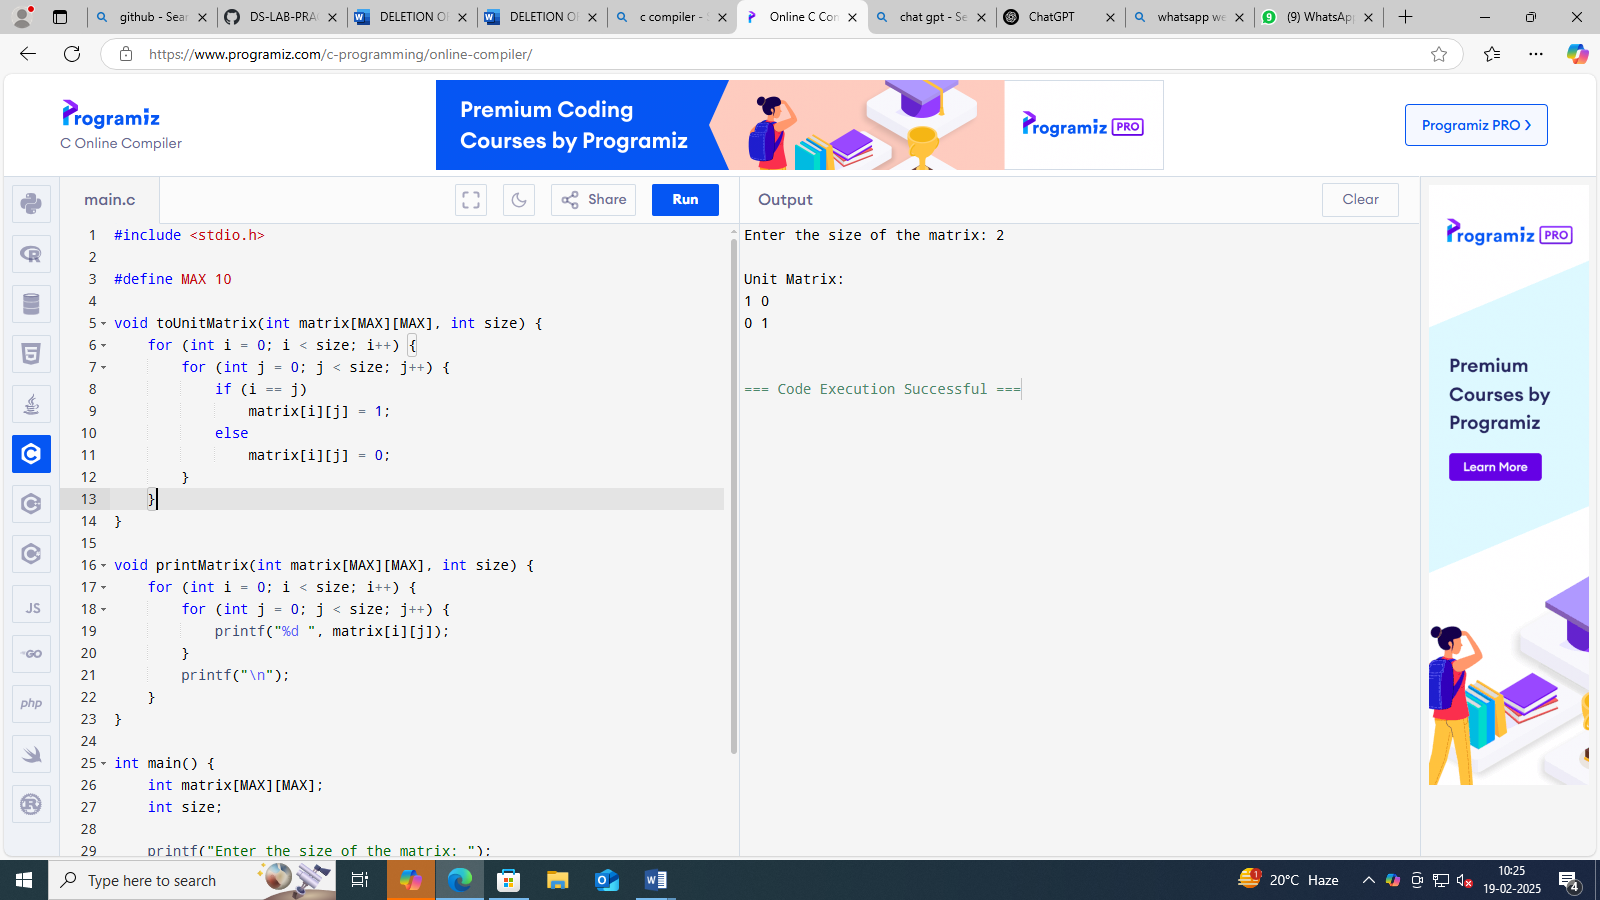 github - Sear
DS-LAB-PRAC
DELETION OF
DELETION OF
c compiler - S
Online C Com
chat gpt - Se
ChatGPT
whatsapp we
(9) WhatsApp
https://www.programiz.com/c-programming/online-compiler/
Programiz
C Online Compiler
Premium Coding
Courses by Programiz
Programiz PRO
Programiz PRO
main.c
Share
Run
Output
Clear
1 #include <stdio.h>
2
3 #define MAX 10
4
5 void toUnitMatrix(int matrix[MAX][MAX], int size) {
6 for (int i = 0; i < size; i++) {
7 for (int j = 0; j < size; j++) {
8 if (i == j)
9 matrix[i][j] = 1;
10 else
11 matrix[i][j] = 0;
12 }
13 }
14 }
15
16 void printMatrix(int matrix[MAX][MAX], int size) {
17 for (int i = 0; i < size; i++) {
18 for (int j = 0; j < size; j++) {
19 printf("%d ", matrix[i][j]);
20 }
21 printf("\n");
22 }
23 }
24
25 int main() {
26 int matrix[MAX][MAX];
27 int size;
28
29 printf("Enter the size of the matrix: ");
Enter the size of the matrix: 2
Unit Matrix:
1 0
0 1
=== Code Execution Successful ===
JS
GO
php
Programiz PRO
Premium
Courses by
Programiz
Learn More
Type here to search
20°C Haze
10:25
19-02-2025
4